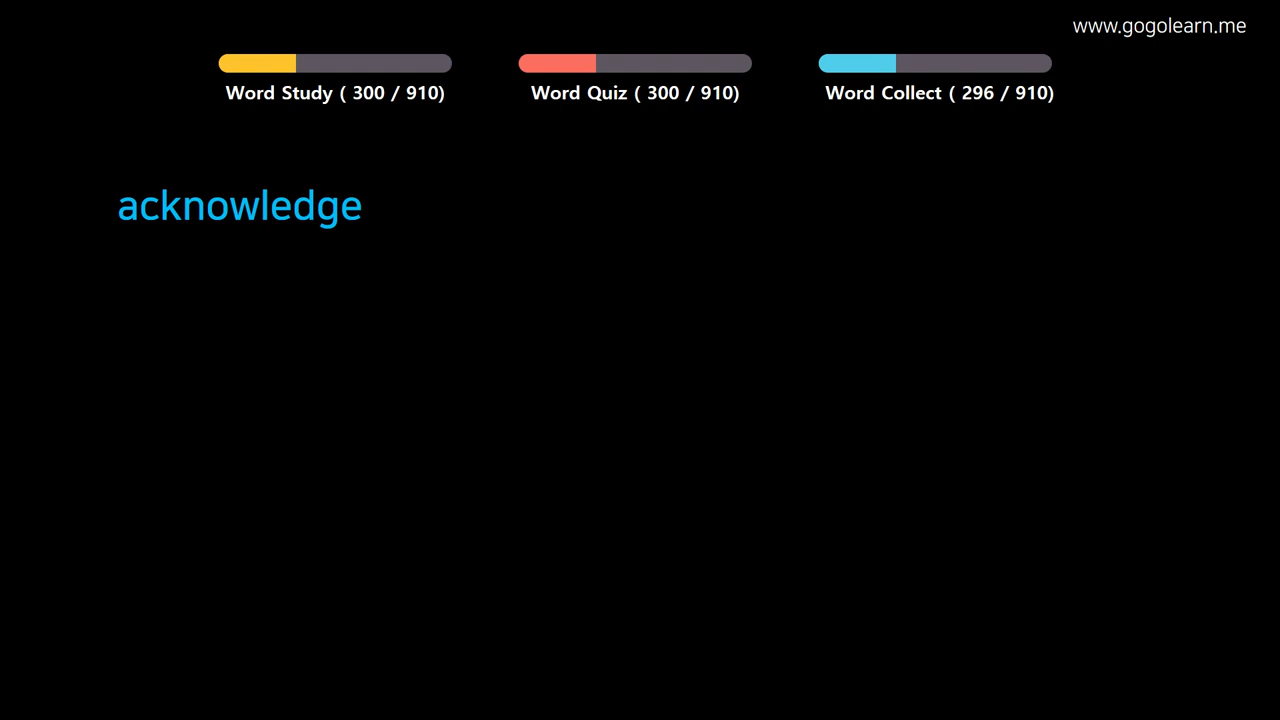 www.gogolearn.me
Word Study ( 300 / 910)
Word Quiz ( 300 / 910)
Word Collect ( 296 / 910)
acknowledge